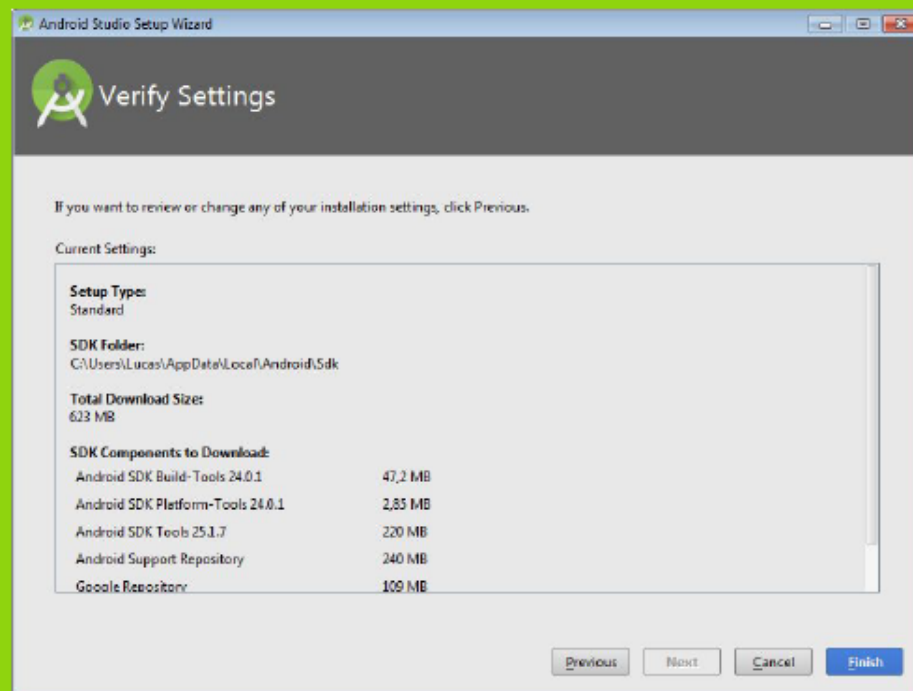 Android Studio Setup Wizard
Verify Settings
If you want to review or change any of your installation settings, click Previous.
Current Settings:
Setup Type:
Standard
SDK Folder:
C:\Users\Lucas\AppData\Local\Android\Sdk
Total Download Size:
623 MB
SDK Components to Download:
Android SDK Build-Tools 24.0.1 47,2 MB
Android SDK Platform-Tools 24.0.1 2,85 MB
Android SDK Tools 25.1.7 220 MB
Android Support Repository 240 MB
Google Repository 109 MB
Previous Next Cancel Finish